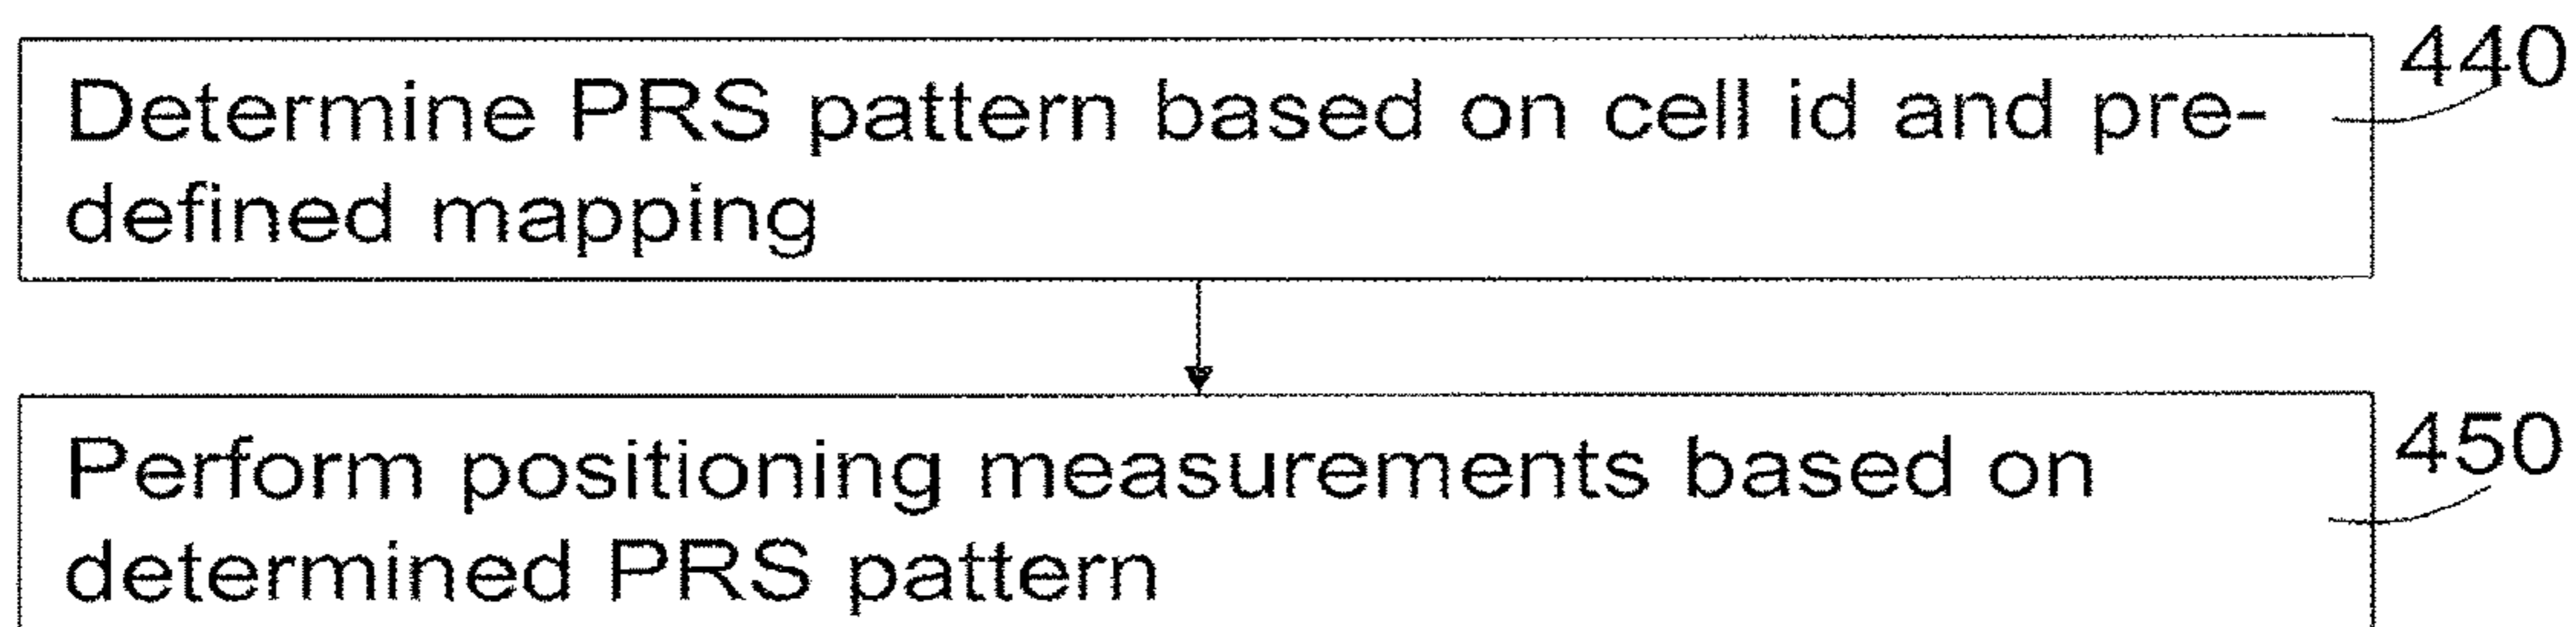 440
Determine PRS pattern based on cell id and pre-
defined mapping
450
Perform positioning measurements based on
determined PRS pattern